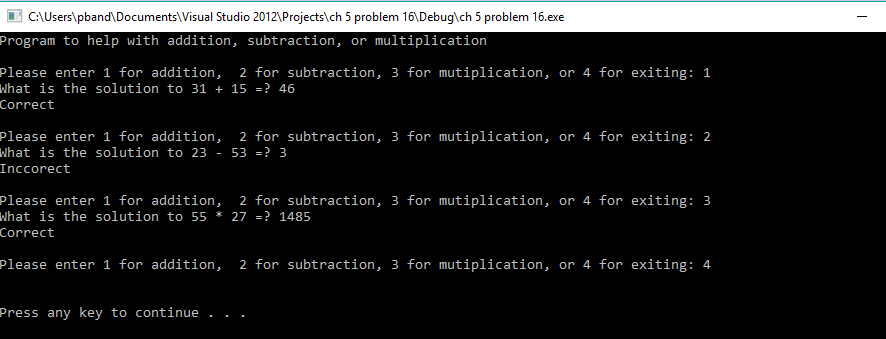 C:\Users\pband\Documents\Visual Studio 2012\Projects\ch 5 problem 16\Debug\ch 5 problem 16.exe
Program to help with addition, subtraction, or multiplication
Please enter 1 for addition,  2 for subtraction, 3 for mutiplication, or 4 for exiting: 1
What is the solution to 31 + 15 =? 46
Correct
Please enter 1 for addition,  2 for subtraction, 3 for mutiplication, or 4 for exiting: 2
What is the solution to 23 - 53 =? 3
Inccorect
Please enter 1 for addition,  2 for subtraction, 3 for mutiplication, or 4 for exiting: 3
What is the solution to 55 * 27 =? 1485
Correct
Please enter 1 for addition,  2 for subtraction, 3 for mutiplication, or 4 for exiting: 4
Press any key to continue . . .